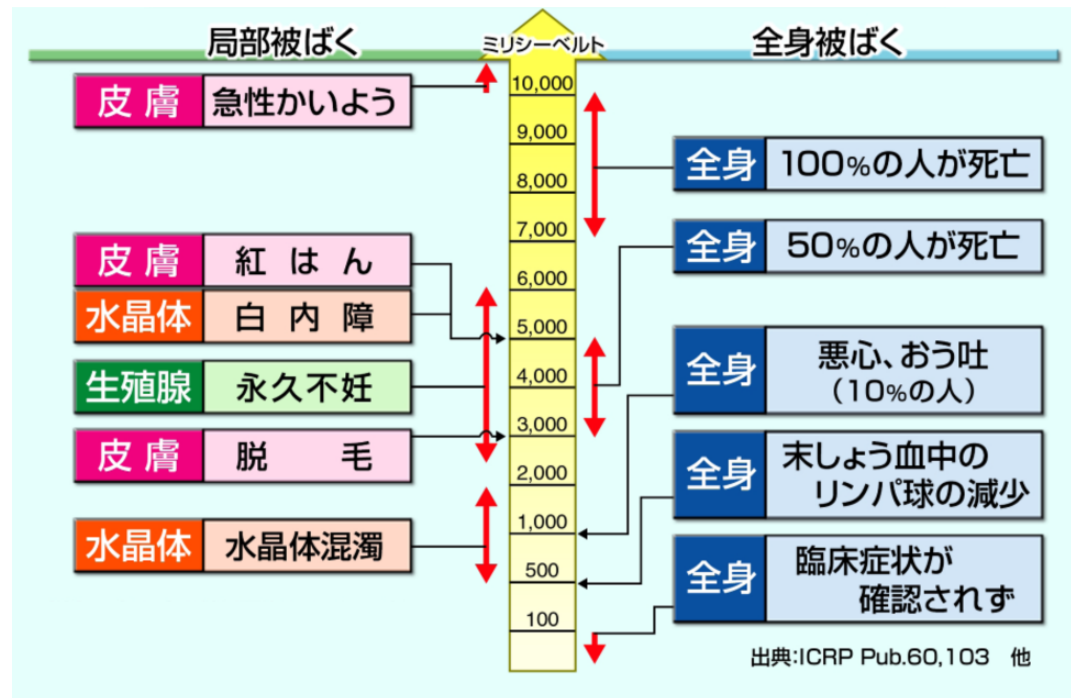 局部被ばく
ミリシーベルト
全身被ばく
皮膚 急性かいよう
皮膚 紅はん
水晶体 白内障
生殖腺 永久不妊
皮膚 脱毛
水晶体 水晶体混濁
10,000
9,000
8,000
7,000
6,000
5,000
4,000
3,000
2,000
1,000
500
100
全身 100%の人が死亡
全身 50%の人が死亡
全身 悪心、おう吐
(10%の人)
全身 末しょう血中の
リンパ球の減少
全身 臨床症状が
確認されず
出典:ICRP Pub.60,103 他